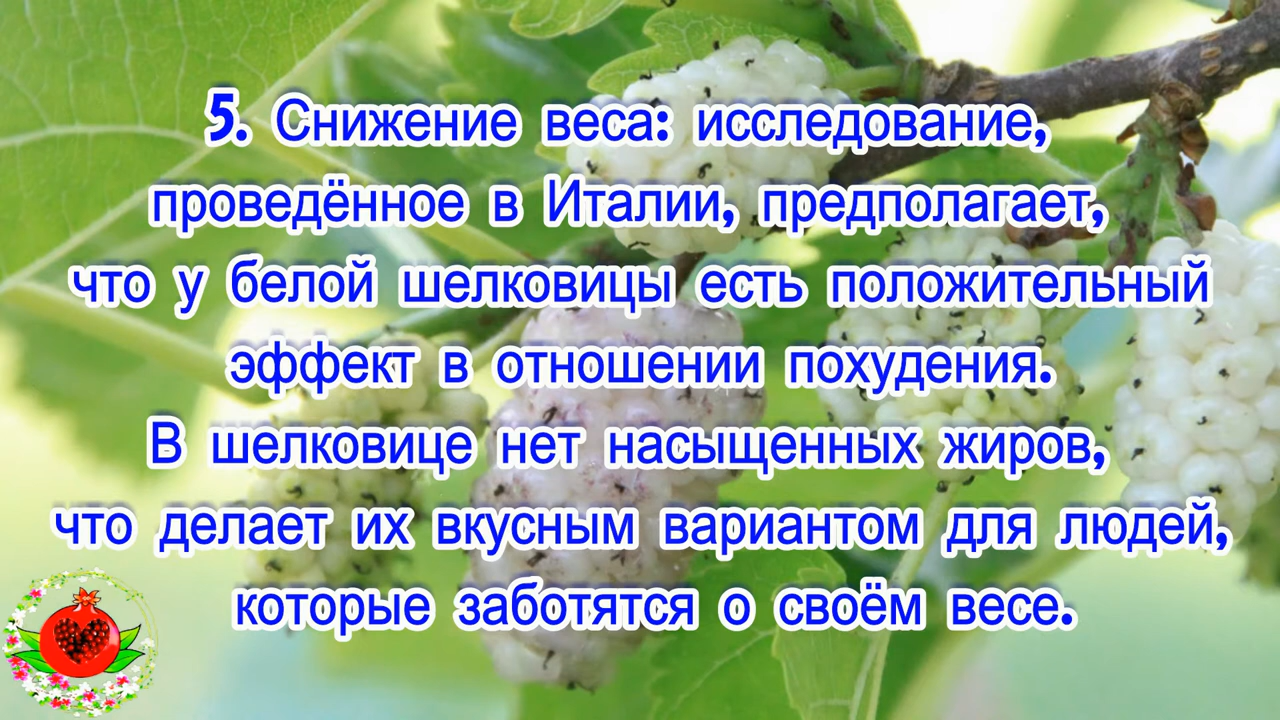 5. Снижение веса: исследование,
проведённое в Италии, предполагает,
что у белой шелковицы есть положительный
эффект в отношении похудения.
В шелковице нет насыщенных жиров,
что делает их вкусным вариантом для людей,
которые заботятся о своём весе.